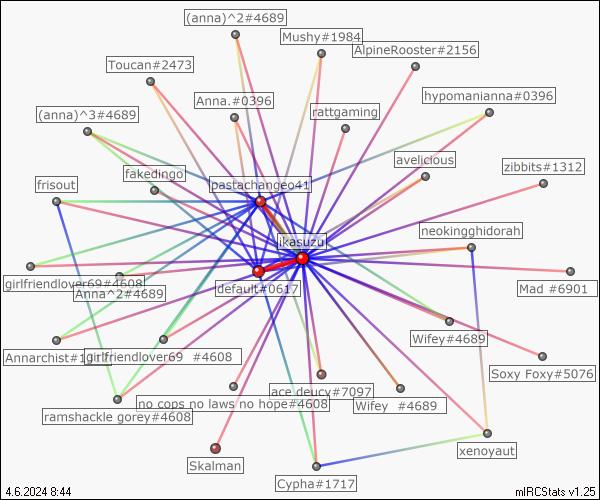 (anna)^2#4689
Mushy#1984
AlpineRooster#2156
Toucan#2473
Anna.#0396
hypomanianna#0396
(anna)^3#4689
rattgaming
avelicious
zibbits#1312
fakedingo
frisout
pastachangeo41
neokingghidorah
ikasuzu
girlfriendlover69#4608
Anna^2#4689
default#0617
Mad #6901
Wifey#4689
girlfriendlover69 #4608
Soxy Foxy#5076
ace deucy#7097
no cops no laws no hope#4608
Wifey #4689
ramshackle gorey#4608
xenoyaut
Skalman
Cypha#1717
4.6.2024 8:44
mIRCStats v1.25